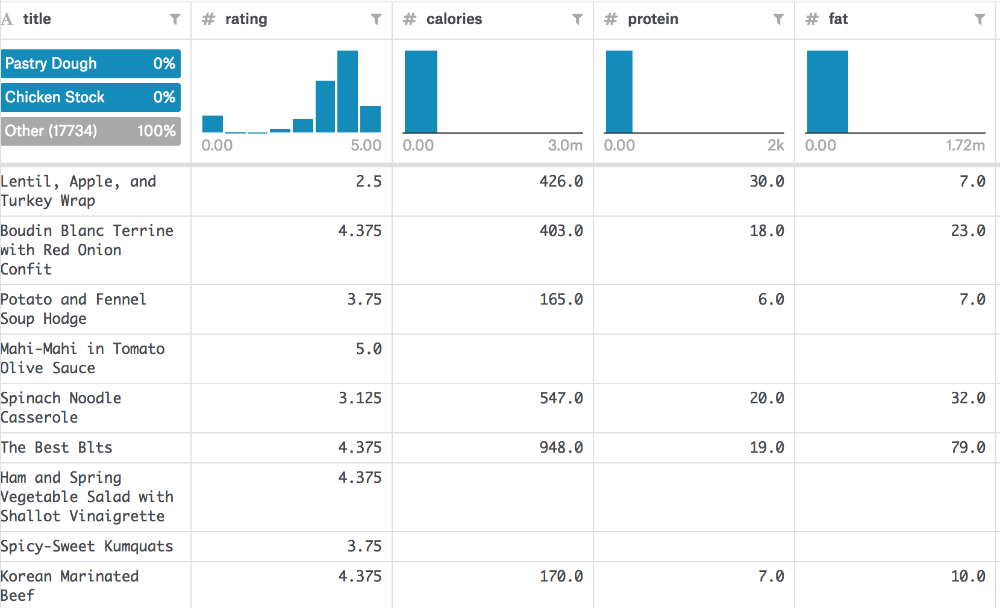 A title # rating # calories # protein # fat
Pastry Dough 0%
Chicken Stock 0%
Other (17734) 100%
0.00 5.00 0.00 3.0m 0.00 2k 0.00 1.72m
Lentil, Apple, and 2.5 426.0 30.0 7.0
Turkey Wrap
Boudin Blanc Terrine 4.375 403.0 18.0 23.0
with Red Onion
Confit
Potato and Fennel 3.75 165.0 6.0 7.0
Soup Hodge
Mahi-Mahi in Tomato 5.0
Olive Sauce
Spinach Noodle 3.125 547.0 20.0 32.0
Casserole
The Best Blts 4.375 948.0 19.0 79.0
Ham and Spring 4.375
Vegetable Salad with
Shallot Vinaigrette
Spicy-Sweet Kumquats 3.75
Korean Marinated 4.375 170.0 7.0 10.0
Beef